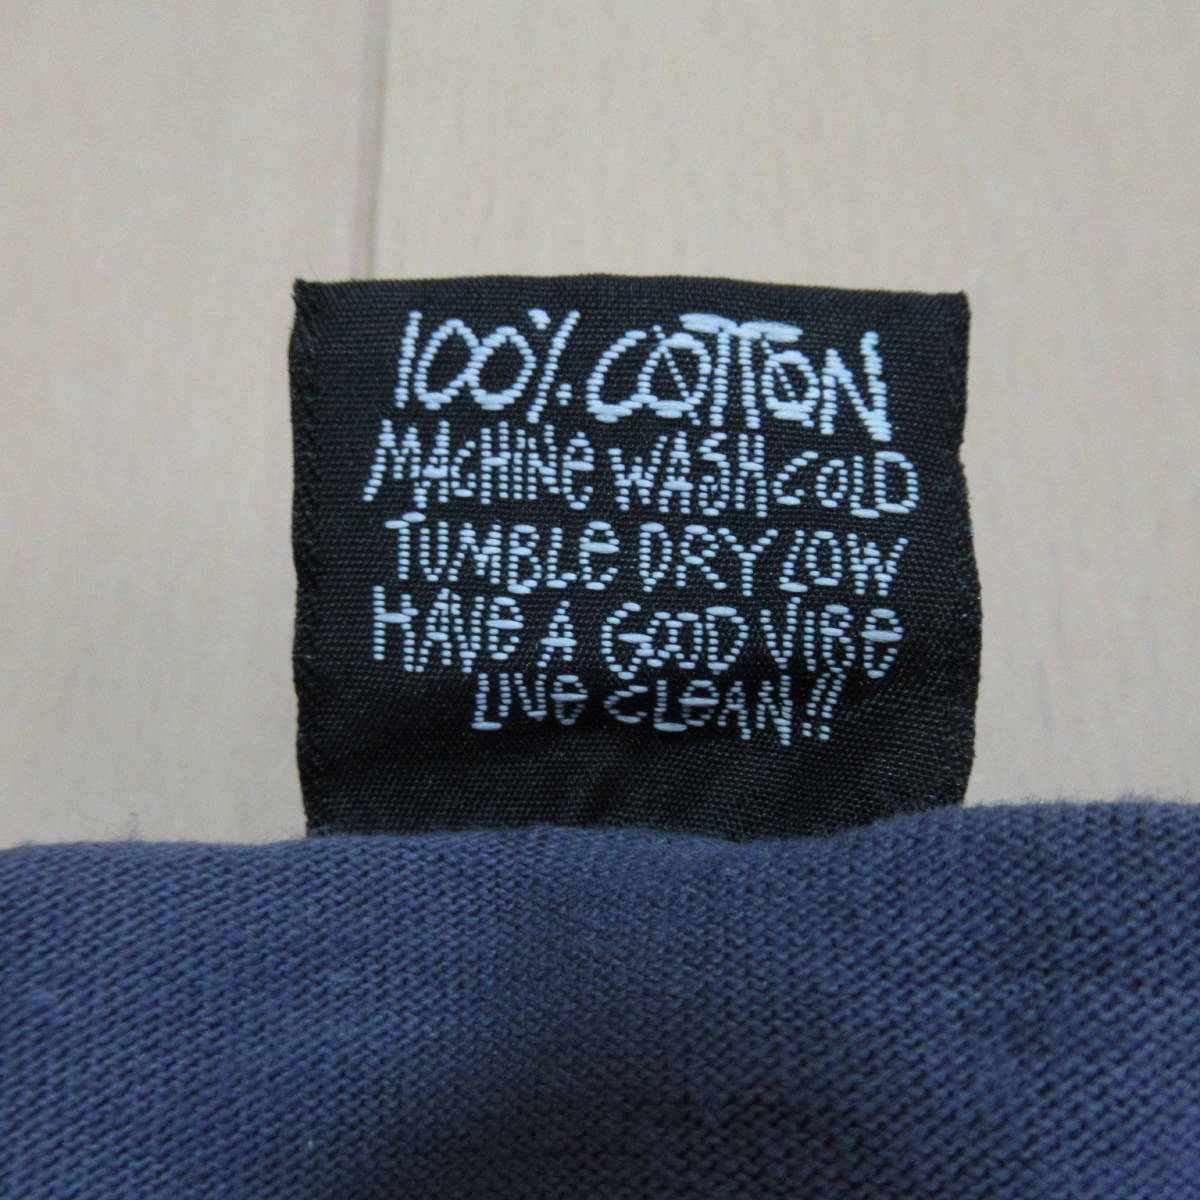 100% COTTON
MACHINe WASH COLD
TUMBLe DRY LOW
HAVe A GOOD VIBe
LIVe CLeAN!!